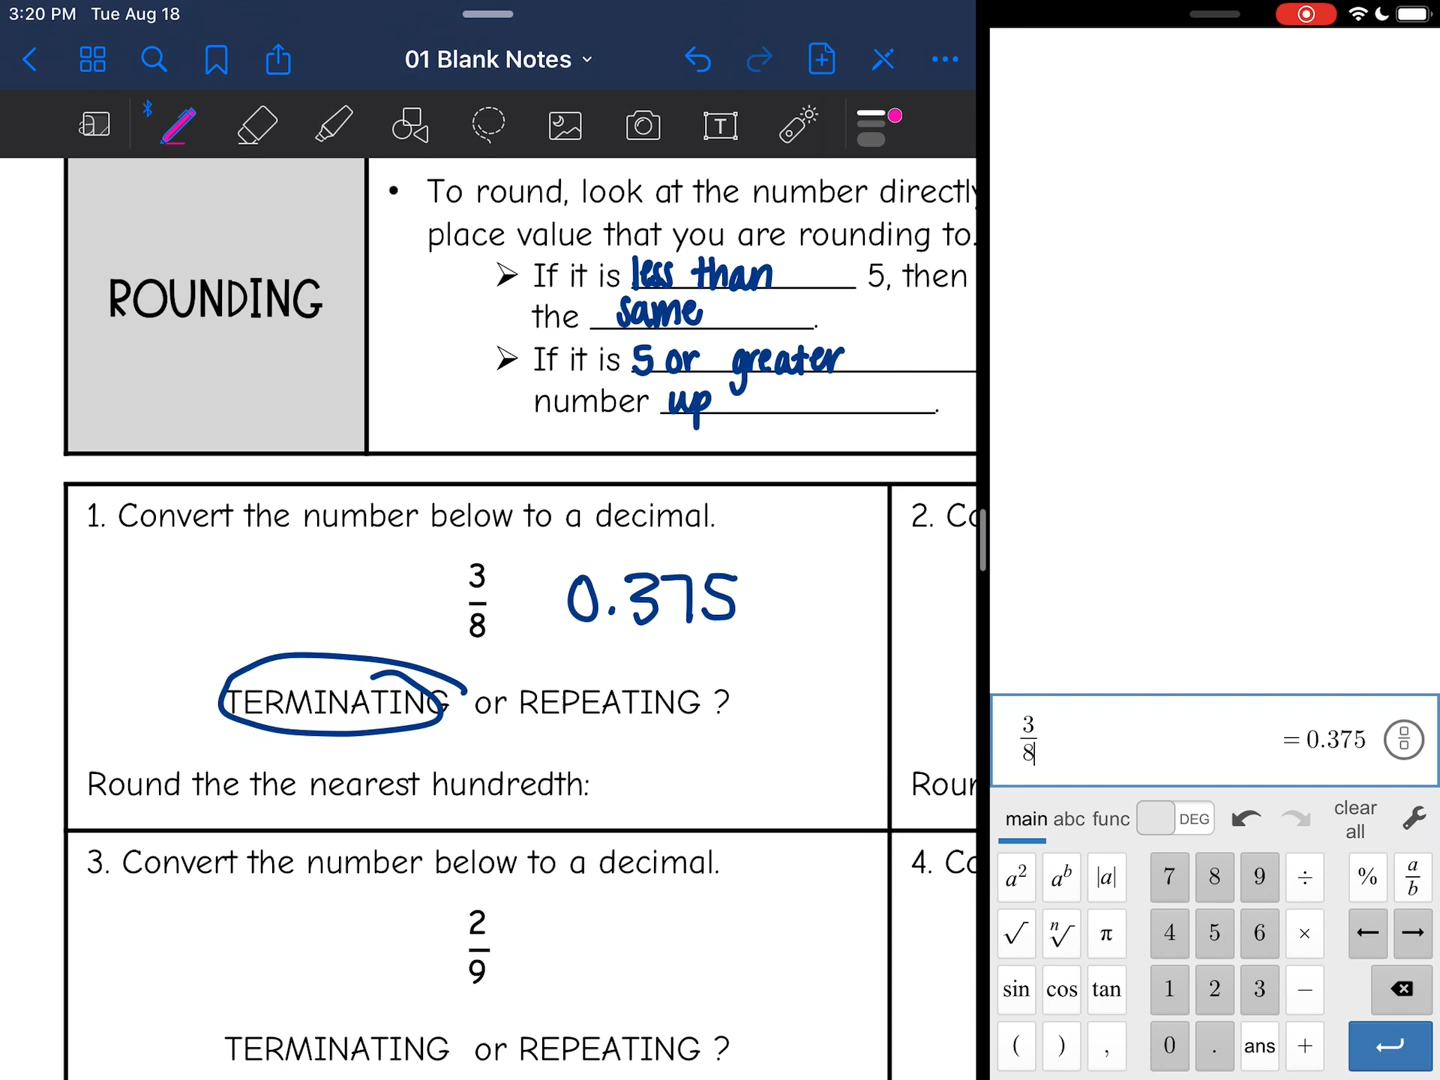 3:20 PM Tue Aug 18
01 Blank Notes
T
ROUNDING
• To round, look at the number directly
place value that you are rounding to.
➢ If it is less than 5, then
the same.
➢ If it is 5 or greater
number up.
1. Convert the number below to a decimal.
3
8
0.375
TERMINATING or REPEATING ?
Round the the nearest hundredth:
2. Co
Roun
3. Convert the number below to a decimal.
2
9
TERMINATING or REPEATING ?
4. Co
3
8
= 0.375
main abc func DEG clear all
a² aᵇ |a| 7 8 9 ÷ % a/b
√ ⁿ√ π 4 5 6 × ← →
sin cos tan 1 2 3 −
( ) , 0 . ans +